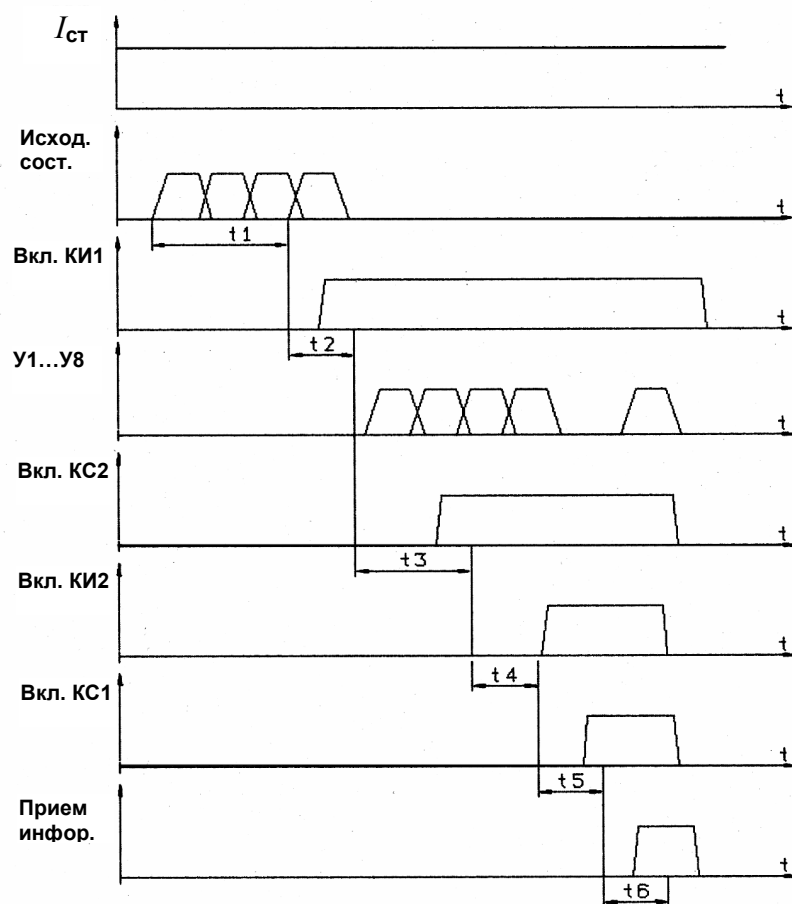 Iст
t
Исход.
сост.
t
t1
Вкл. КИ1
t
t2
У1...У8
t
Вкл. КС2
t
t3
Вкл. КИ2
t
t4
Вкл. КС1
t
t5
Прием
инфор.
t
t6